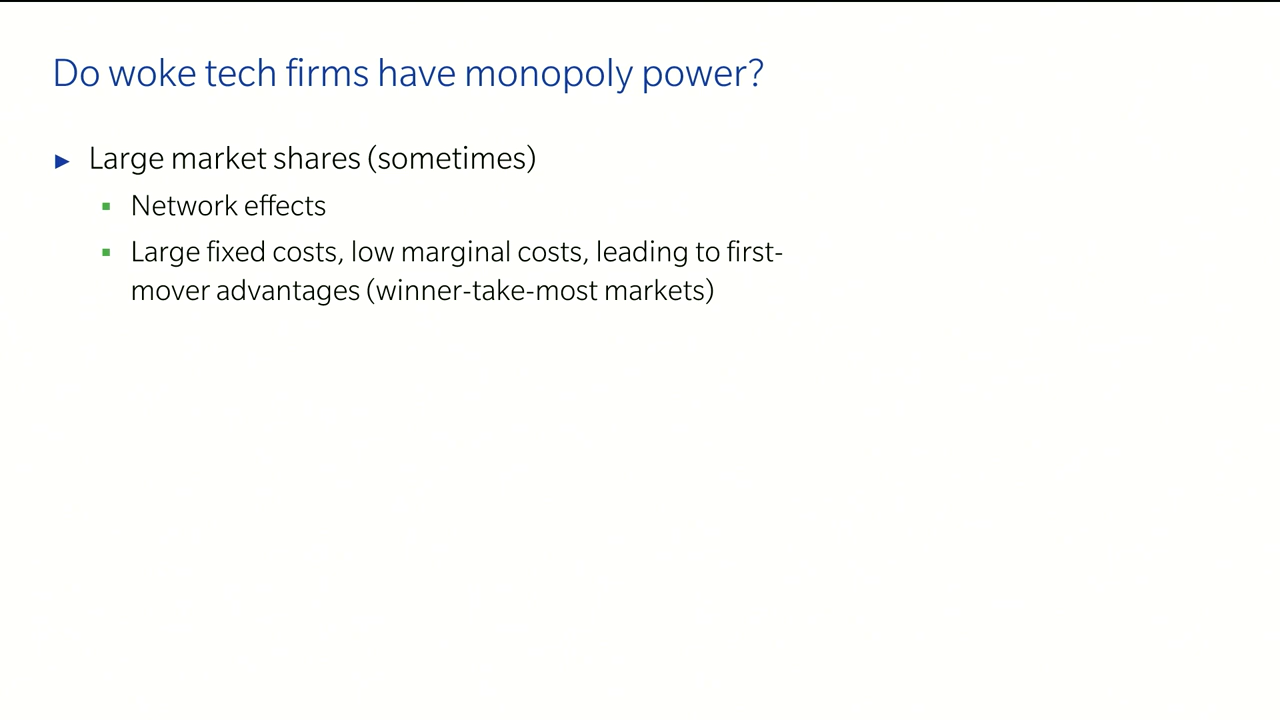 Do woke tech firms have monopoly power?
► Large market shares (sometimes)
▪ Network effects
▪ Large fixed costs, low marginal costs, leading to first-
mover advantages (winner-take-most markets)